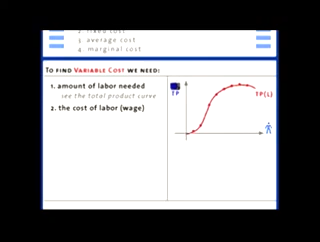 2. fixed cost
3. average cost
4. marginal cost
TO FIND VARIABLE COST WE NEED:
1. amount of labor needed
see the total product curve
2. the cost of labor (wage)
TP
TP(L)